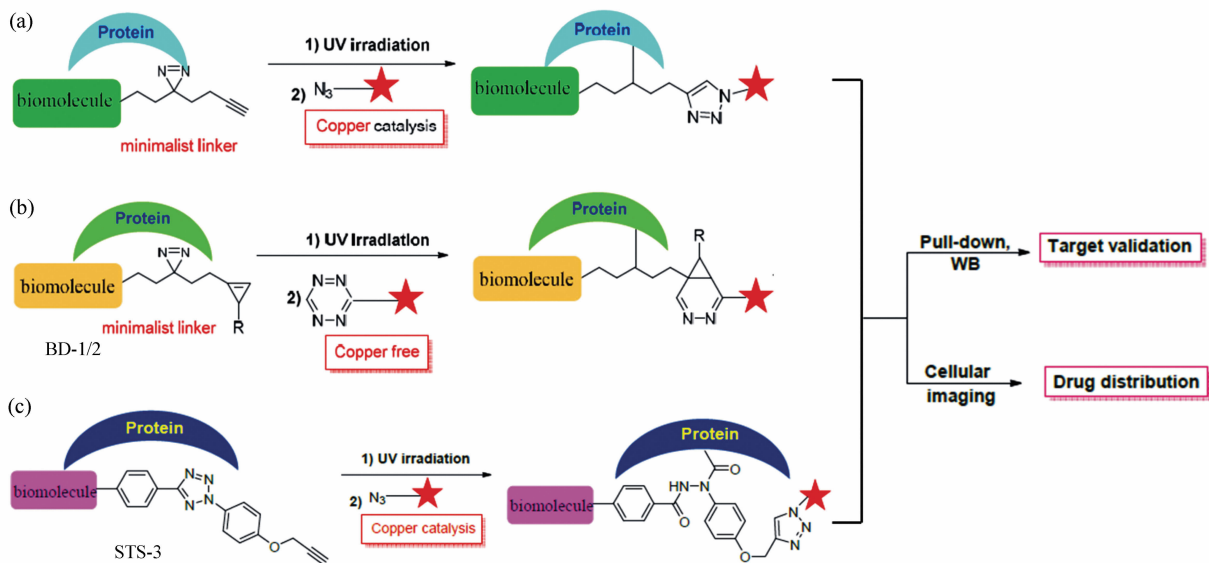 (a)
Protein
1) UV irradiation
Protein
N=N
biomolecule
2) N3
biomolecule
N
N=N
minimalist linker
Copper catalysis
(b)
Protein
Protein
1) UV Irradiation
R
N=N
biomolecule
2)
N=N
N=N
biomolecule
Pull-down,
WB
Target validation
minimalist linker
R
N-N
BD-1/2
Copper free
Cellular
imaging
Drug distribution
(c)
Protein
Protein
1) UV irradiation
O
biomolecule
N=N
N
N
2) N3
biomolecule
HN-N
O
N
N
N
Copper catalysis
O
O
STS-3